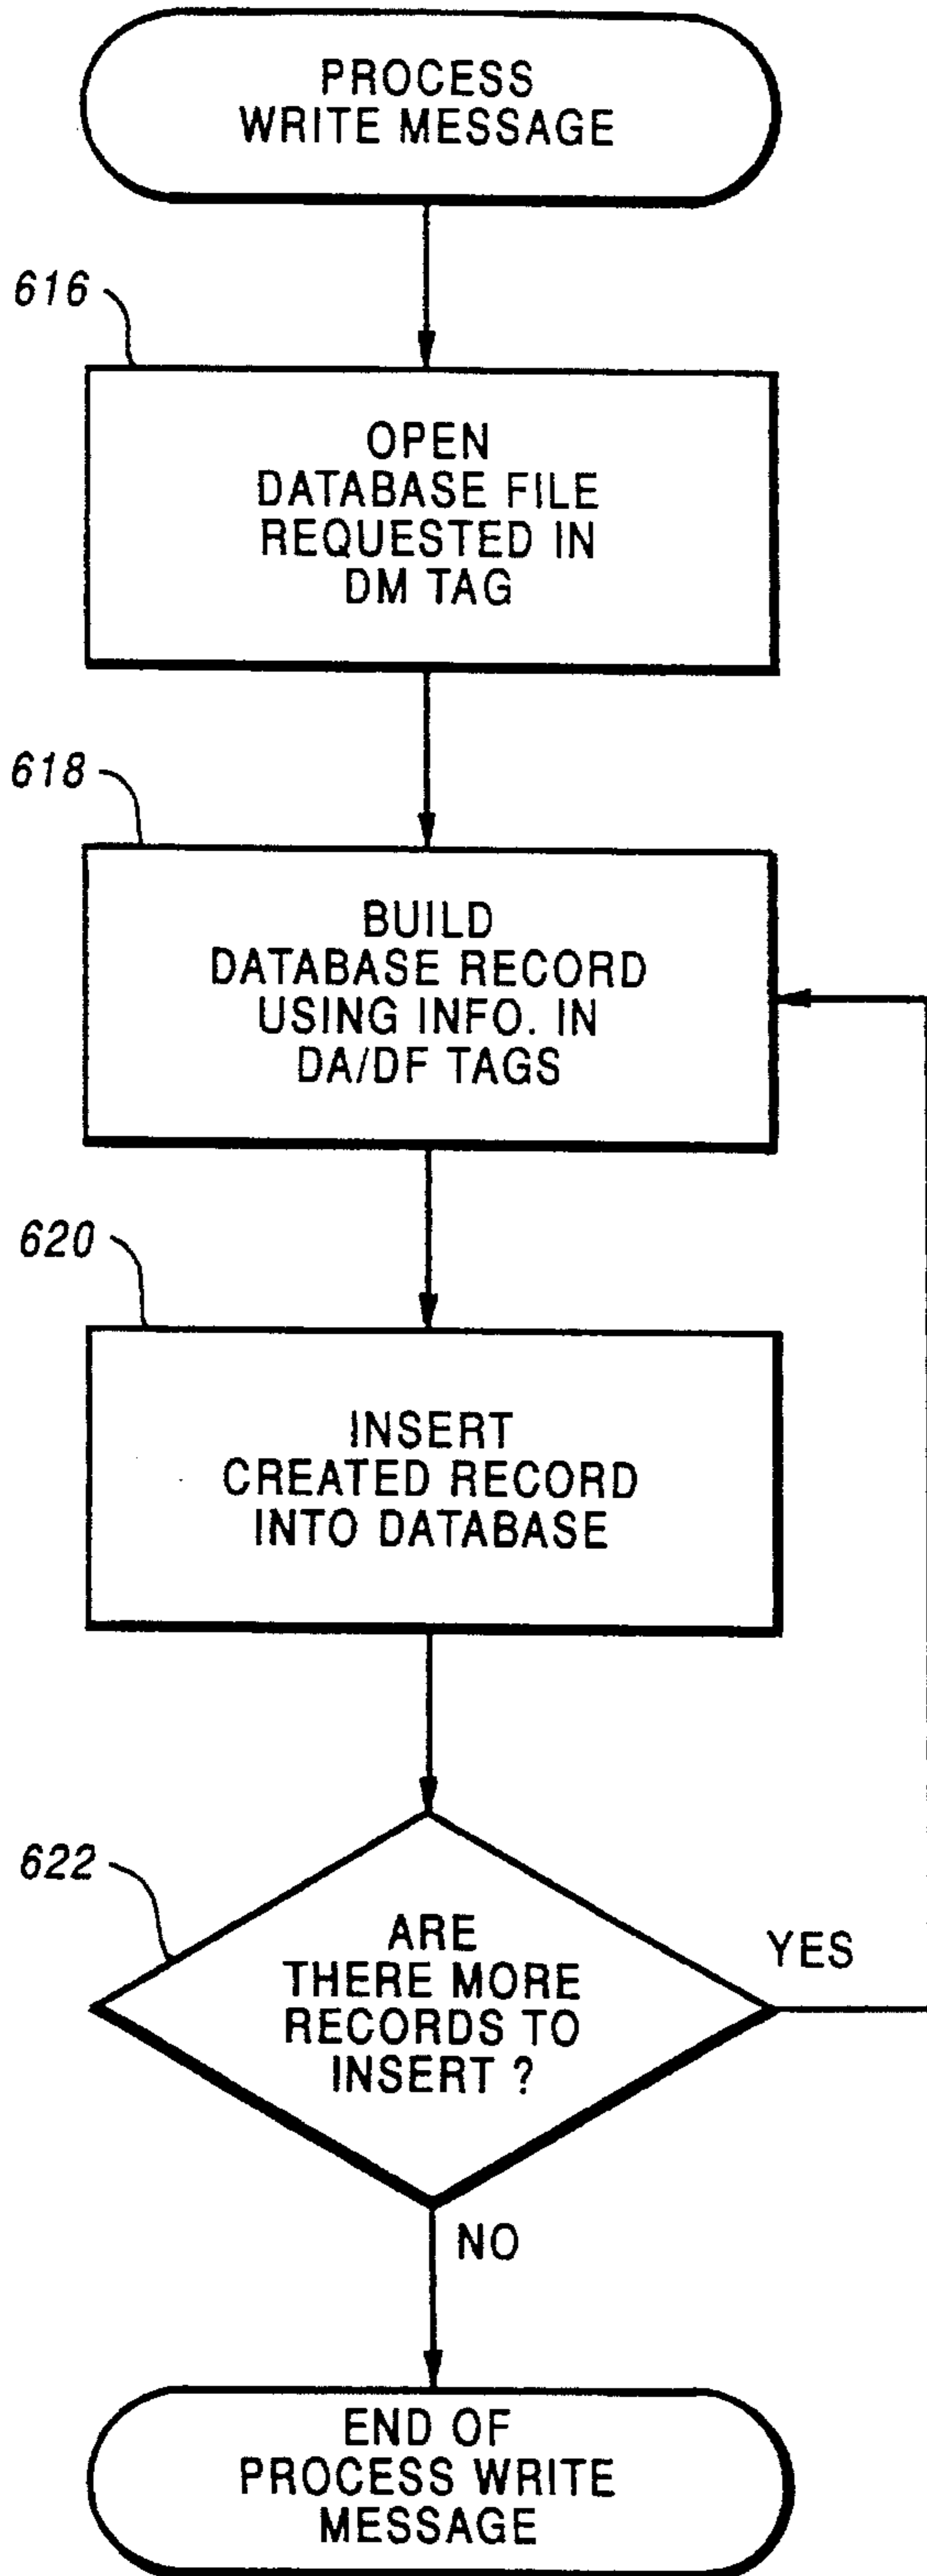 PROCESS
WRITE MESSAGE
616
OPEN
DATABASE FILE
REQUESTED IN
DM TAG
618
BUILD
DATABASE RECORD
USING INFO. IN
DA/DF TAGS
620
INSERT
CREATED RECORD
INTO DATABASE
622
ARE
THERE MORE
RECORDS TO
INSERT ?
YES
NO
END OF
PROCESS WRITE
MESSAGE